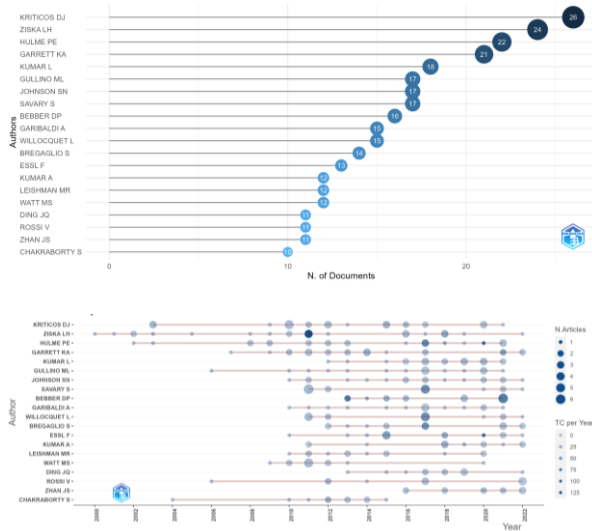 KRITICOS DJ 26
ZISKA LH 24
HULME PE 22
GARRETT KA 21
KUMAR L 18
GULLINO ML 17
JOHNSON SN 17
SAVARY S 17
BEBBER DP 16
GARIBALDI A 15
WILLOCQUET L 15
BREGAGLIO S 14
ESSL F 13
KUMAR A 12
LEISHMAN MR 12
WATT MS 12
DING JQ 11
ROSSI V 11
ZHAN JS 11
CHAKRABORTY S 10
Authors
0 10 20
N. of Documents
KRITICOS DJ
ZISKA LH
HULME PE
GARRETT KA
KUMAR L
GULLINO ML
JOHNSON SN
SAVARY S
BEBBER DP
GARIBALDI A
WILLOCQUET L
BREGAGLIO S
ESSL F
KUMAR A
LEISHMAN MR
WATT MS
DING JQ
ROSSI V
ZHAN JS
CHAKRABORTY S
Author
2000 2002 2004 2006 2008 2010 2012 2014 2016 2018 2020 2022
Year
N.Articles
1
2
3
4
5
6
TC per Year
0
25
50
75
100
125